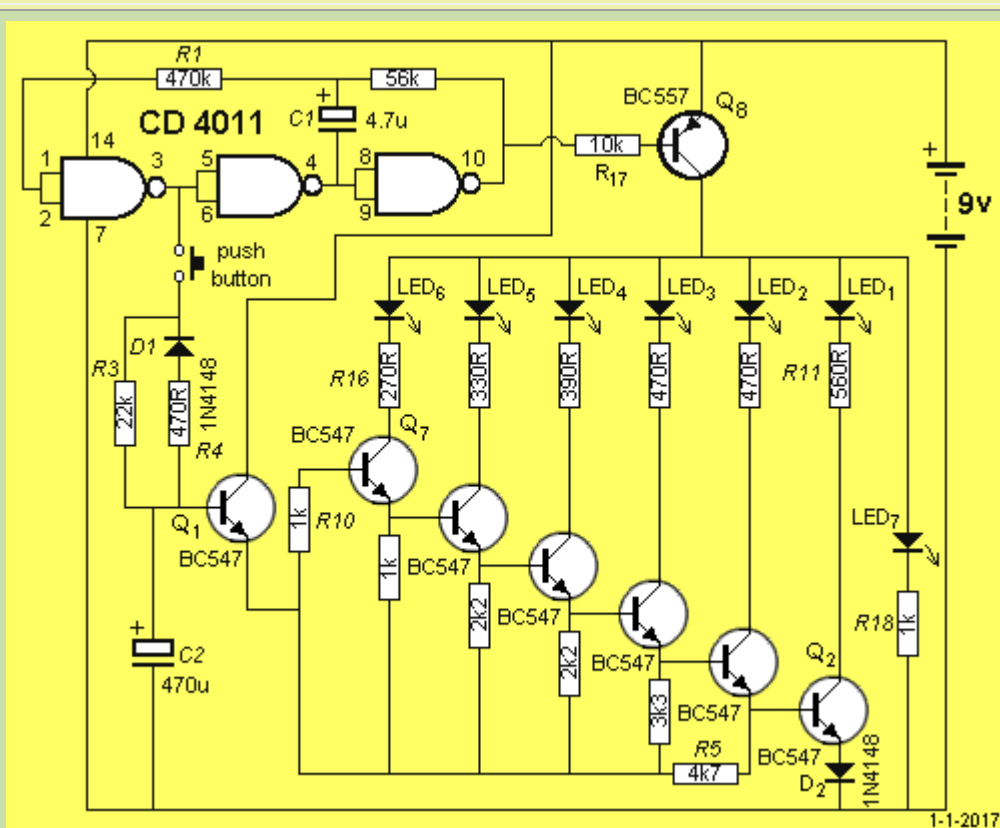 R1
470k
56k
BC557
Q8
CD 4011
C1
+
4.7u
14
1
2
3
7
5
6
4
8
9
10
10k
R17
+
9v
push
button
LED6
LED5
LED4
LED3
LED2
LED1
R3
22k
D1
1N4148
470R
R4
R16
270R
330R
390R
470R
470R
R11
560R
BC547
Q7
Q1
BC547
1k
R10
1k
BC547
2k2
BC547
2k2
BC547
3k3
BC547
R5
4k7
Q2
BC547
D2
1N4148
LED7
R18
1k
+
C2
470u
1-1-2017